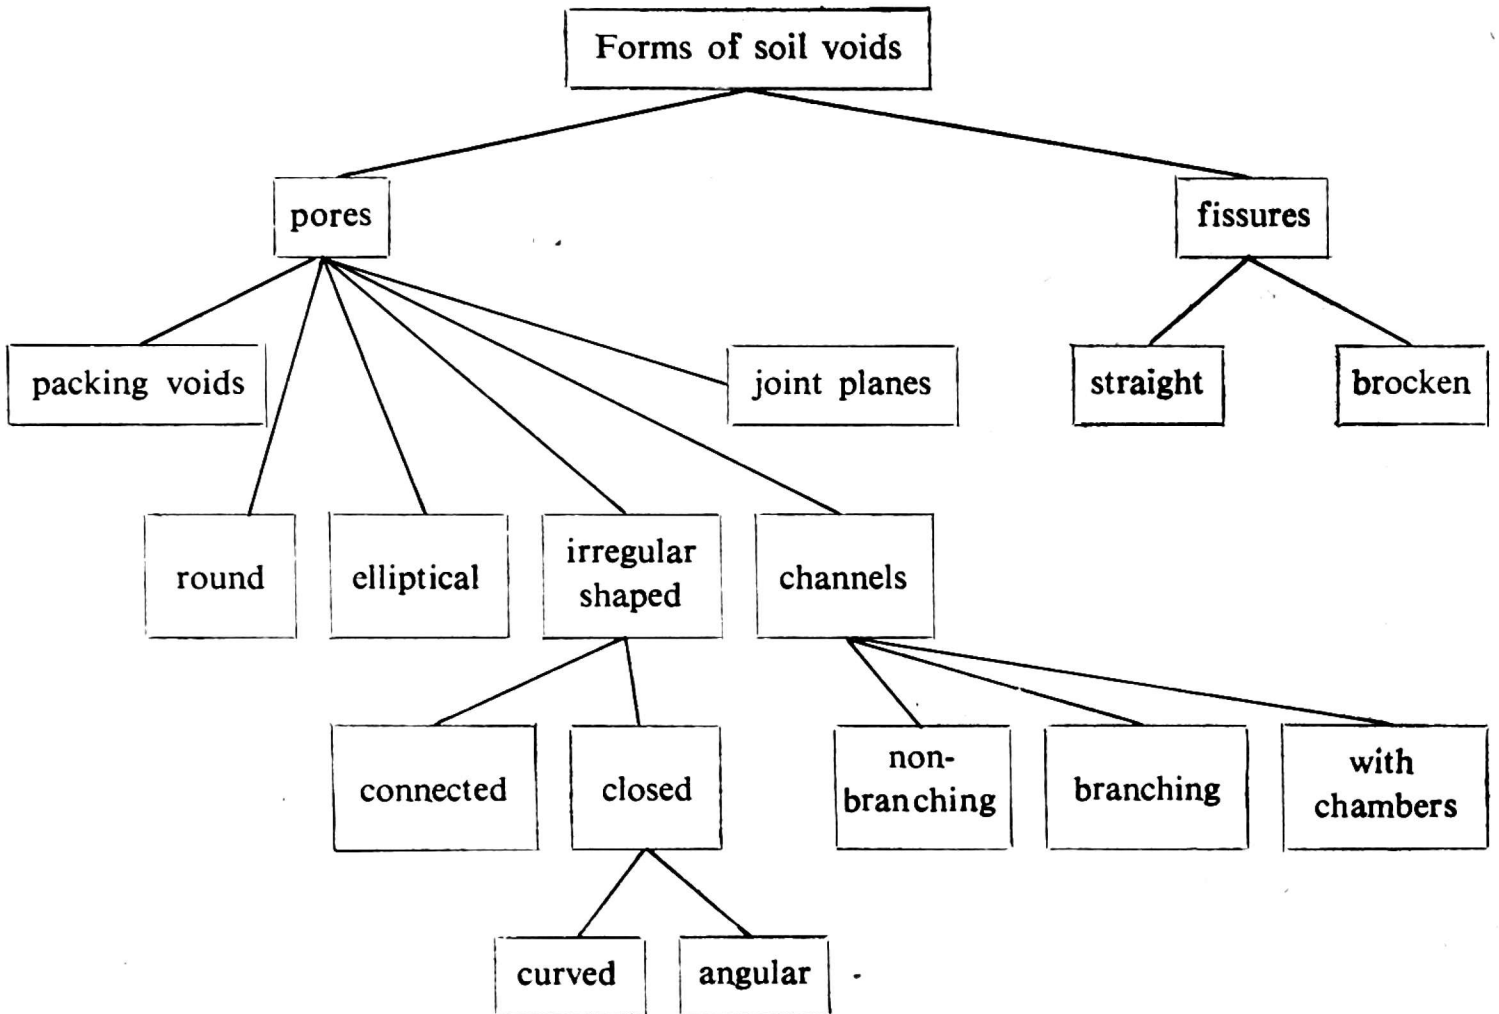 Forms of soil voids
pores
fissures
packing voids
joint planes
straight
brocken
round
elliptical
irregular
shaped
channels
connected
closed
non-
branching
branching
with
chambers
curved
angular